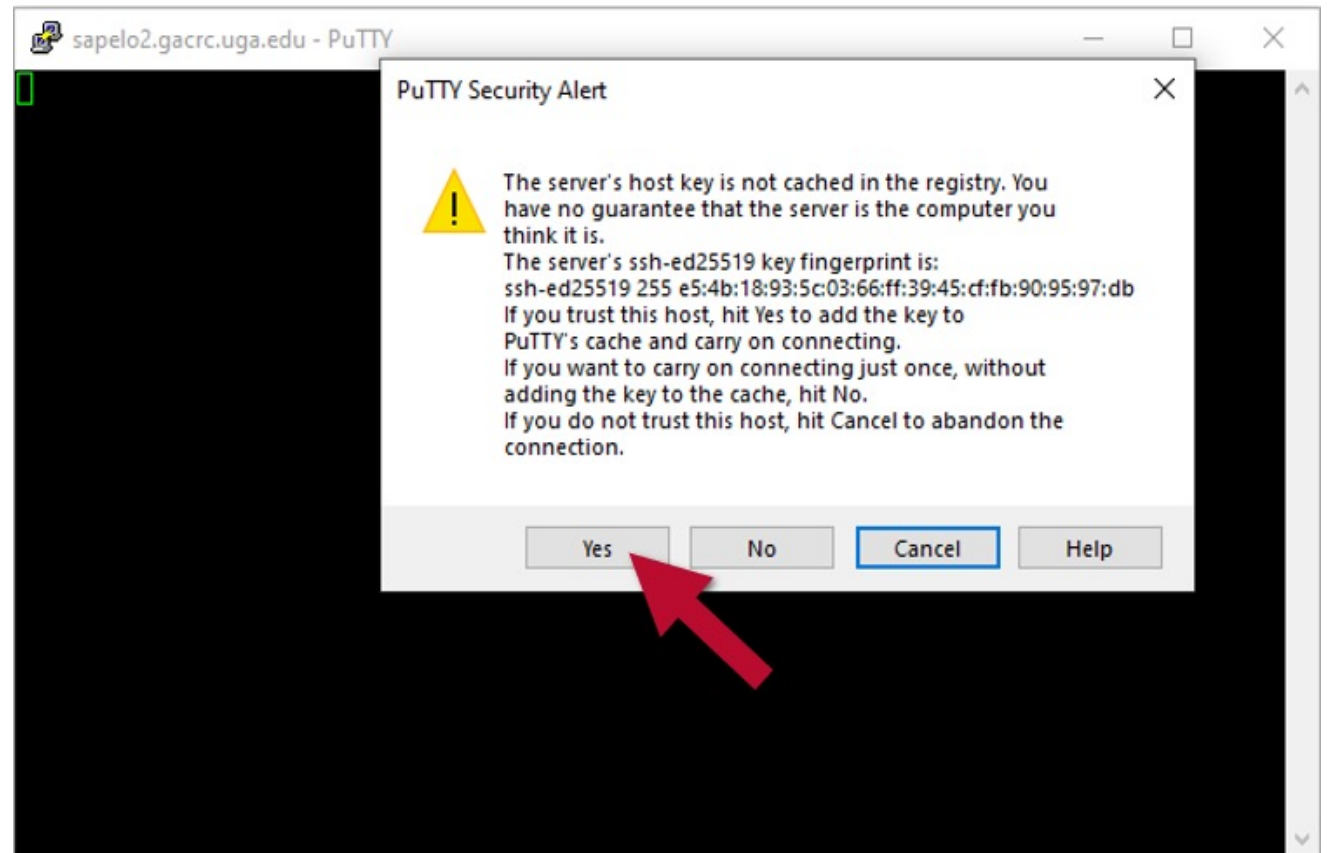 sapelo2.gacrc.uga.edu - PuTTY
PuTTY Security Alert
The server's host key is not cached in the registry. You
have no guarantee that the server is the computer you
think it is.
The server's ssh-ed25519 key fingerprint is:
ssh-ed25519 255 e5:4b:18:93:5c:03:66:ff:39:45:cf:fb:90:95:97:db
If you trust this host, hit Yes to add the key to
PuTTY's cache and carry on connecting.
If you want to carry on connecting just once, without
adding the key to the cache, hit No.
If you do not trust this host, hit Cancel to abandon the
connection.
Yes No Cancel Help